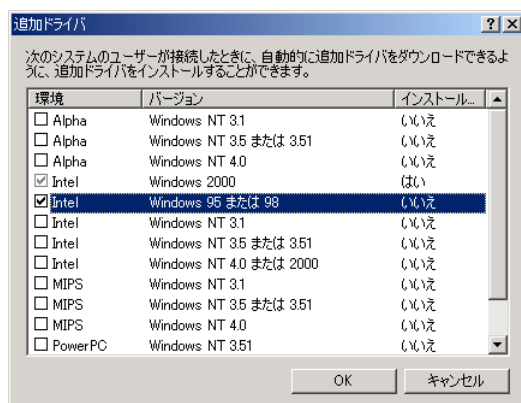 追加ドライバ
次のシステムのユーザーが接続したときに、自動的に追加ドライバをダウンロードできるよ
うに、追加ドライバをインストールすることができます。
環境 バージョン インストール...
Alpha Windows NT 3.1 いいえ
Alpha Windows NT 3.5 または 3.51 いいえ
Alpha Windows NT 4.0 いいえ
Intel Windows 2000 はい
Intel Windows 95 または 98 いいえ
Intel Windows NT 3.1 いいえ
Intel Windows NT 3.5 または 3.51 いいえ
Intel Windows NT 4.0 または 2000 いいえ
MIPS Windows NT 3.1 いいえ
MIPS Windows NT 3.5 または 3.51 いいえ
MIPS Windows NT 4.0 いいえ
PowerPC Windows NT 3.51 いいえ
OK キャンセル